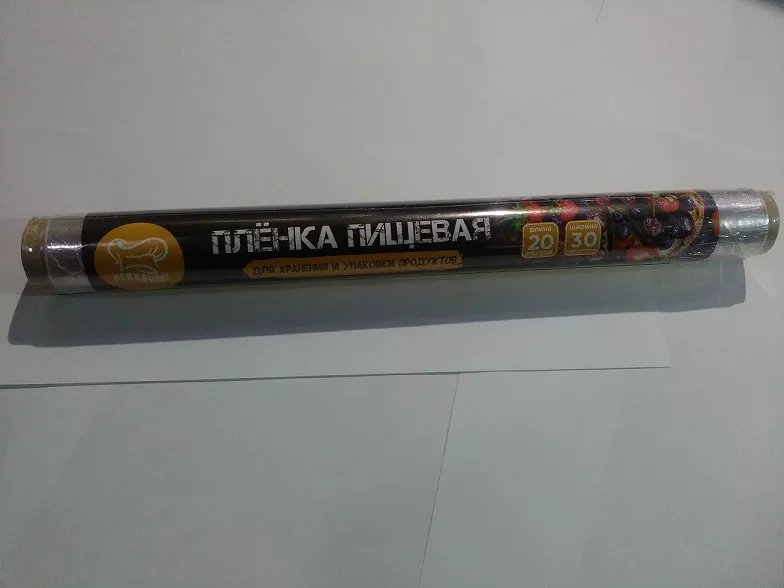 ПЛЁНКА ПИЩЕВАЯ
ДЛЯ ХРАНЕНИЯ И УПАКОВКИ ПРОДУКТОВ
длина
20
ширина
30